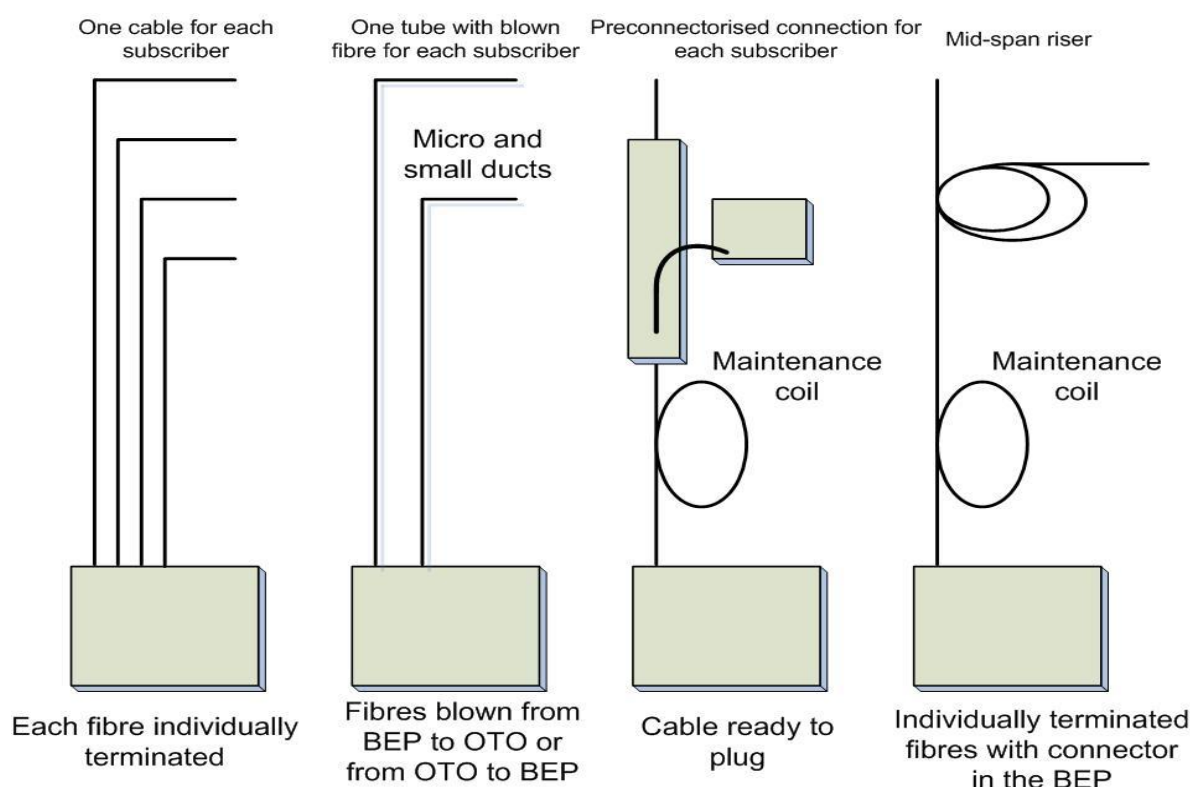 One cable for each
subscriber
One tube with blown
fibre for each subscriber
Preconnectorised connection for
each subscriber
Mid-span riser
Micro and
small ducts
Maintenance
coil
Maintenance
coil
Each fibre individually
terminated
Fibres blown from
BEP to OTO or
from OTO to BEP
Cable ready to
plug
Individually terminated
fibres with connector
in the BEP